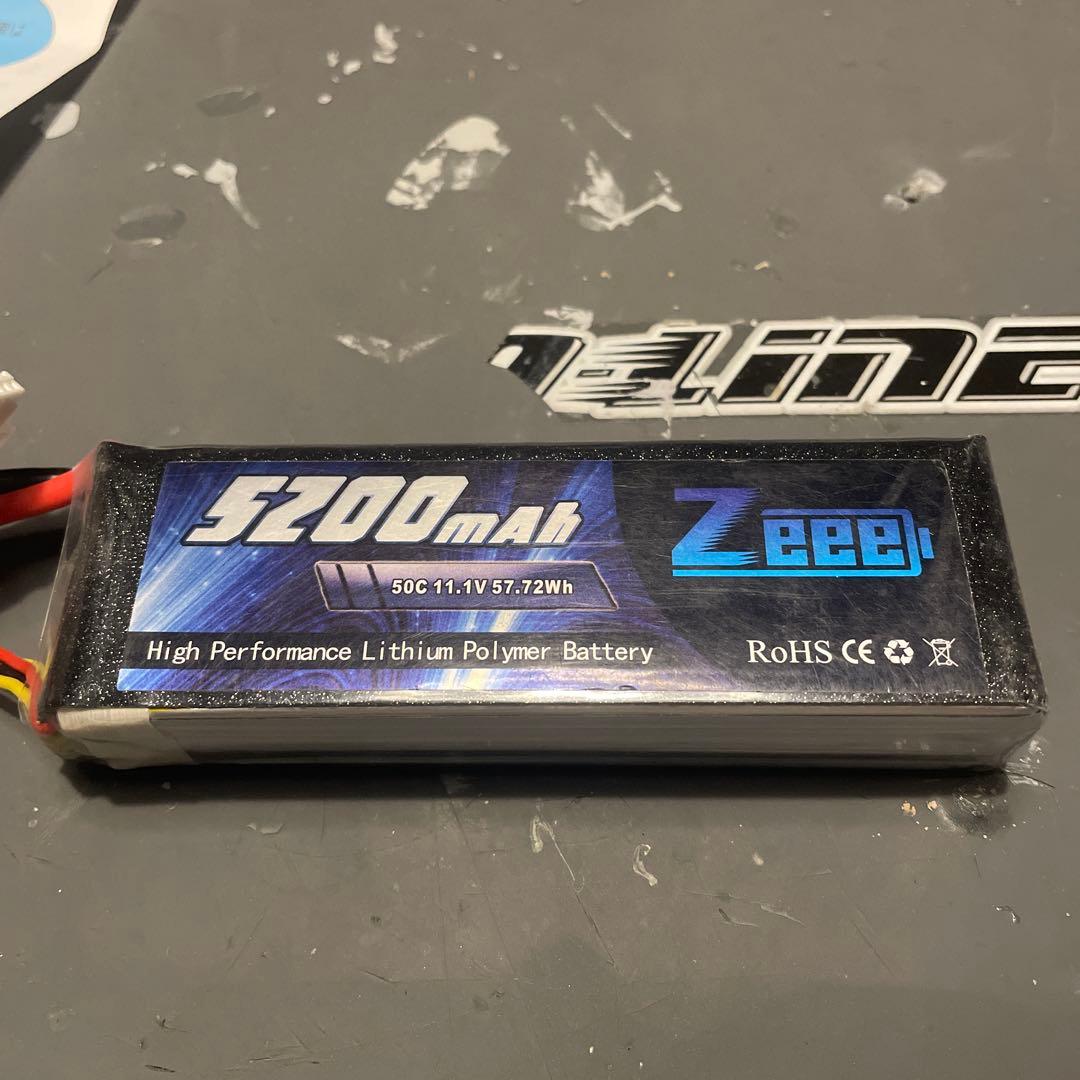 5200mAh
Zeee
50C 11.1V 57.72Wh
High Performance Lithium Polymer Battery
RoHS CE